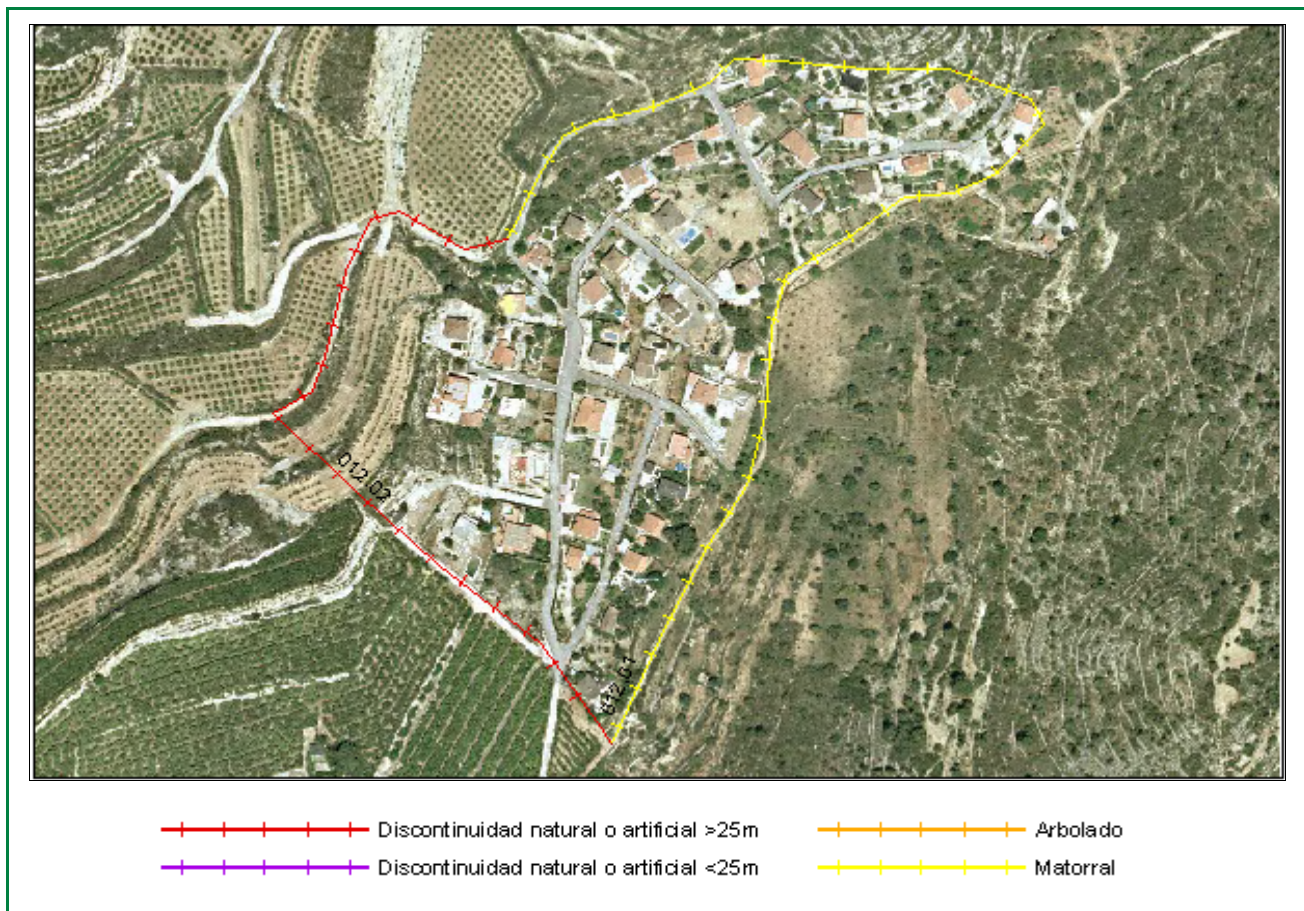 012.02
012.01
Discontinuidad natural o artificial >25m
Arbolado
Discontinuidad natural o artificial <25m
Matorral